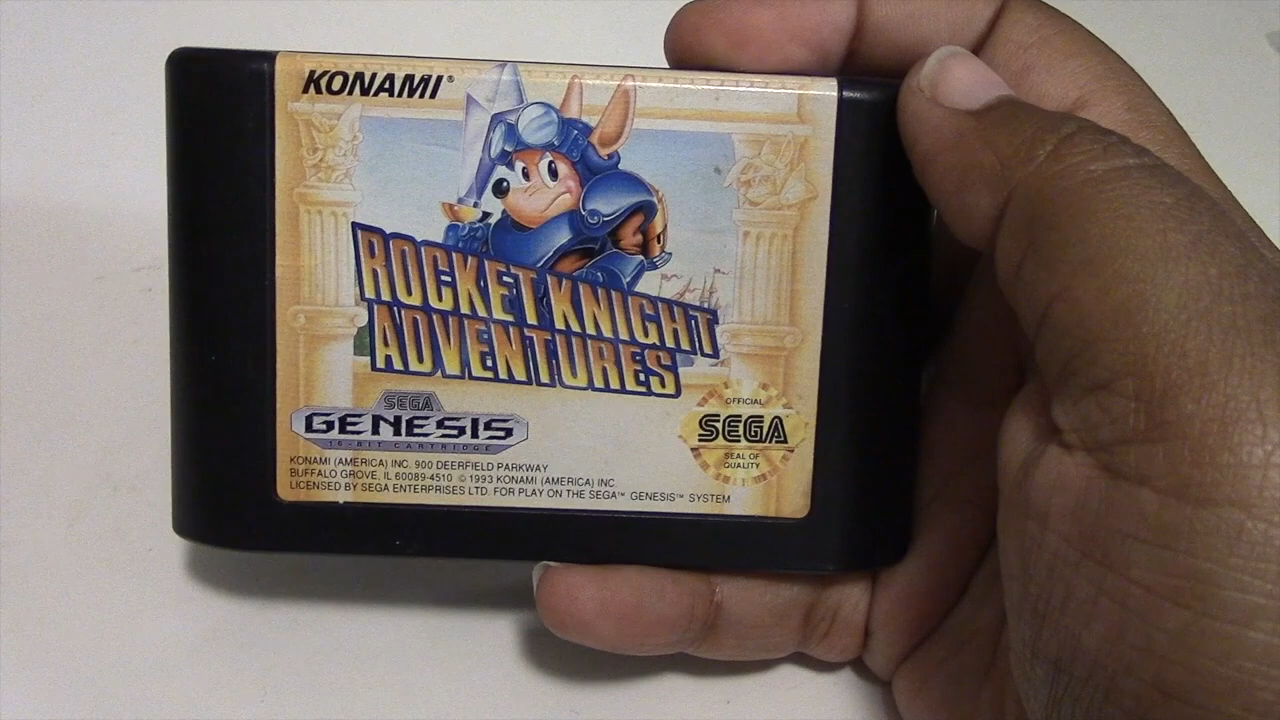 KONAMI®
ROCKET KNIGHT
ADVENTURES
SEGA
GENESIS
16-BIT CARTRIDGE
OFFICIAL
SEGA
SEAL OF
QUALITY
KONAMI (AMERICA) INC. 900 DEERFIELD PARKWAY
BUFFALO GROVE, IL 60089-4510 © 1993 KONAMI (AMERICA) INC.
LICENSED BY SEGA ENTERPRISES LTD. FOR PLAY ON THE SEGA™ GENESIS™ SYSTEM